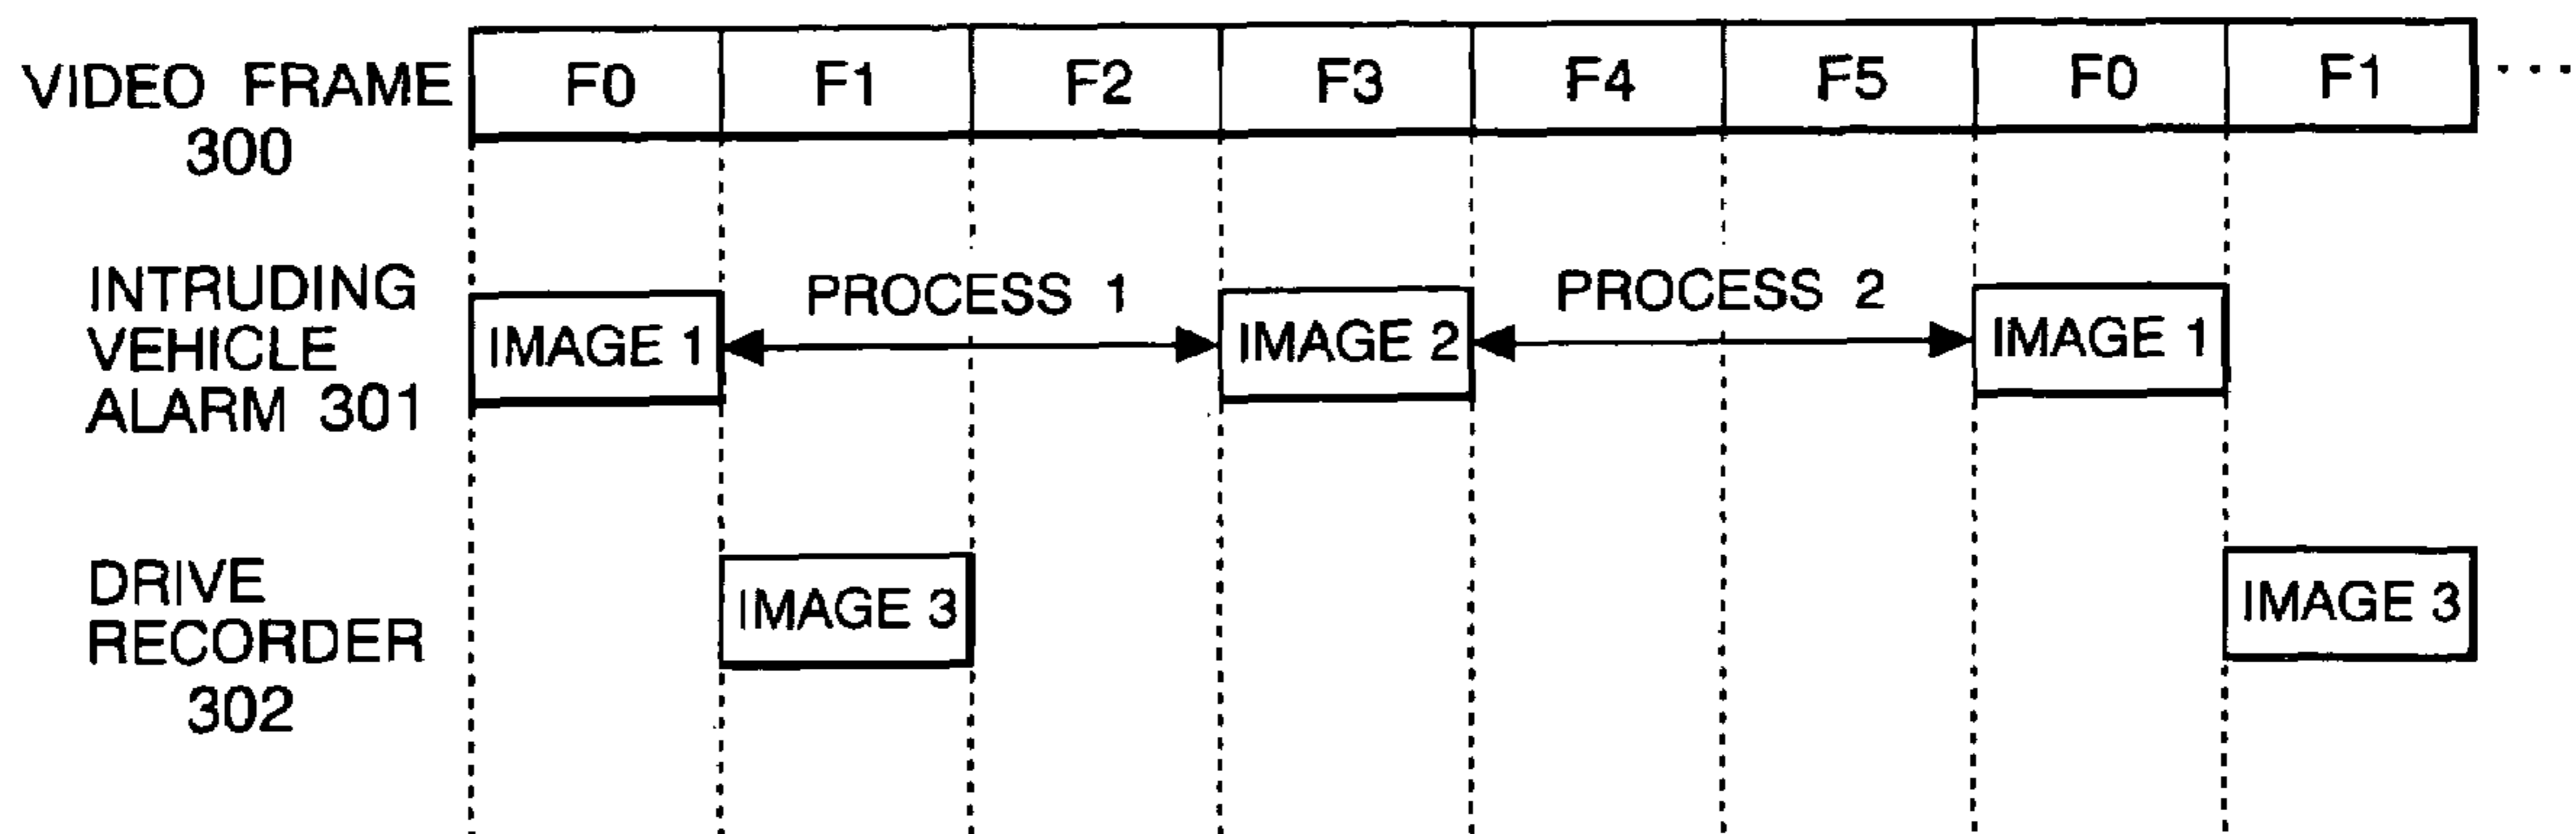 VIDEO FRAME 300
F0 F1 F2 F3 F4 F5 F0 F1 ...
INTRUDING
VEHICLE
ALARM 301
IMAGE 1
PROCESS 1
IMAGE 2
PROCESS 2
IMAGE 1
DRIVE
RECORDER
302
IMAGE 3
IMAGE 3